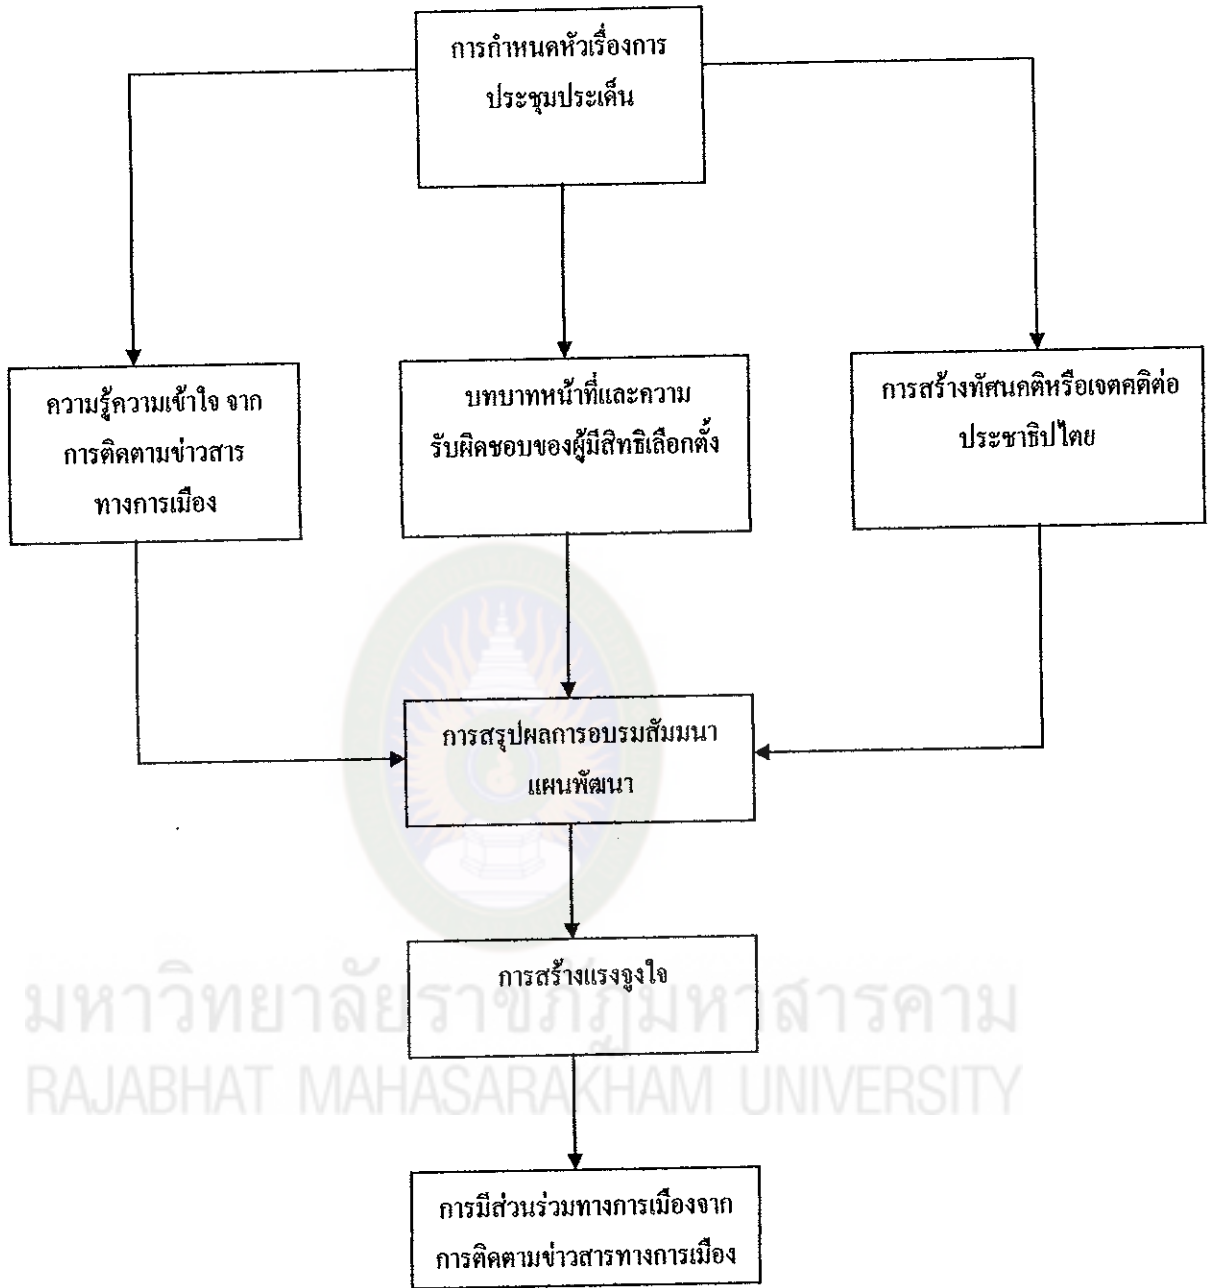 การกำหนดหัวเรื่องการ
ประชุมประเด็น
ความรู้ความเข้าใจ จาก
การติดตามข่าวสาร
ทางการเมือง
บทบาทหน้าที่และความ
รับผิดชอบของผู้มีสิทธิเลือกตั้ง
การสร้างทัศนคติหรือเจตคติต่อ
ประชาธิปไตย
การสรุปผลการอบรมสัมมนา
แผนพัฒนา
การสร้างแรงจูงใจ
มหาวิทยาลัยราชภัฏมหาสารคาม
RAJABHAT MAHASARAKHAM UNIVERSITY
การมีส่วนร่วมทางการเมืองจาก
การติดตามข่าวสารทางการเมือง